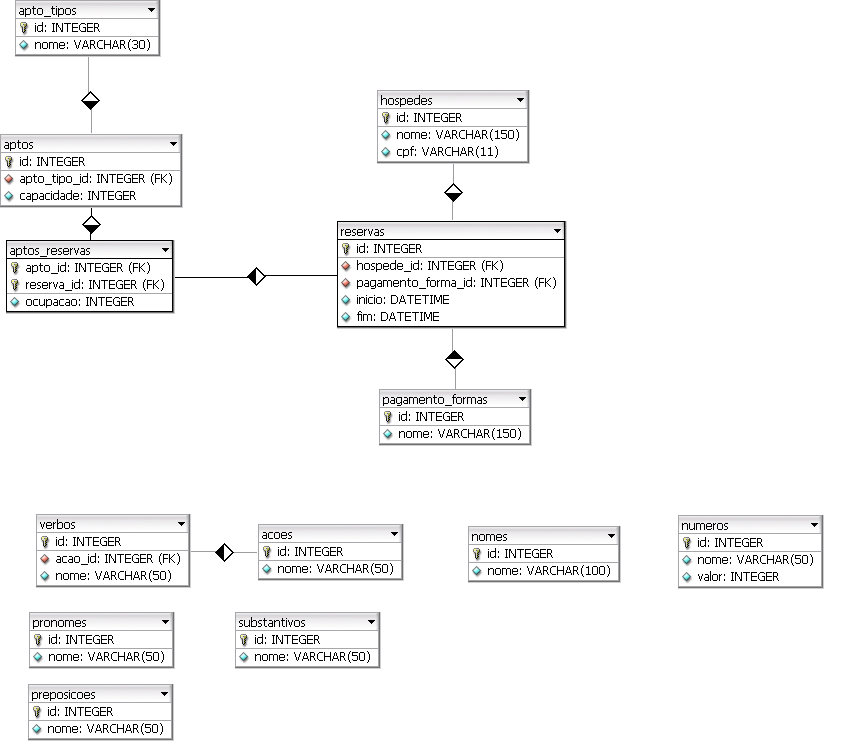 apto_tipos
id: INTEGER
nome: VARCHAR(30)
aptos
id: INTEGER
apto_tipo_id: INTEGER (FK)
capacidade: INTEGER
aptos_reservas
apto_id: INTEGER (FK)
reserva_id: INTEGER (FK)
ocupacao: INTEGER
hospedes
id: INTEGER
nome: VARCHAR(150)
cpf: VARCHAR(11)
reservas
id: INTEGER
hospede_id: INTEGER (FK)
pagamento_forma_id: INTEGER (FK)
inicio: DATETIME
fim: DATETIME
pagamento_formas
id: INTEGER
nome: VARCHAR(150)
verbos
id: INTEGER
acao_id: INTEGER (FK)
nome: VARCHAR(50)
acoes
id: INTEGER
nome: VARCHAR(50)
nomes
id: INTEGER
nome: VARCHAR(100)
numeros
id: INTEGER
nome: VARCHAR(50)
valor: INTEGER
pronomes
id: INTEGER
nome: VARCHAR(50)
substantivos
id: INTEGER
nome: VARCHAR(50)
preposicoes
id: INTEGER
nome: VARCHAR(50)